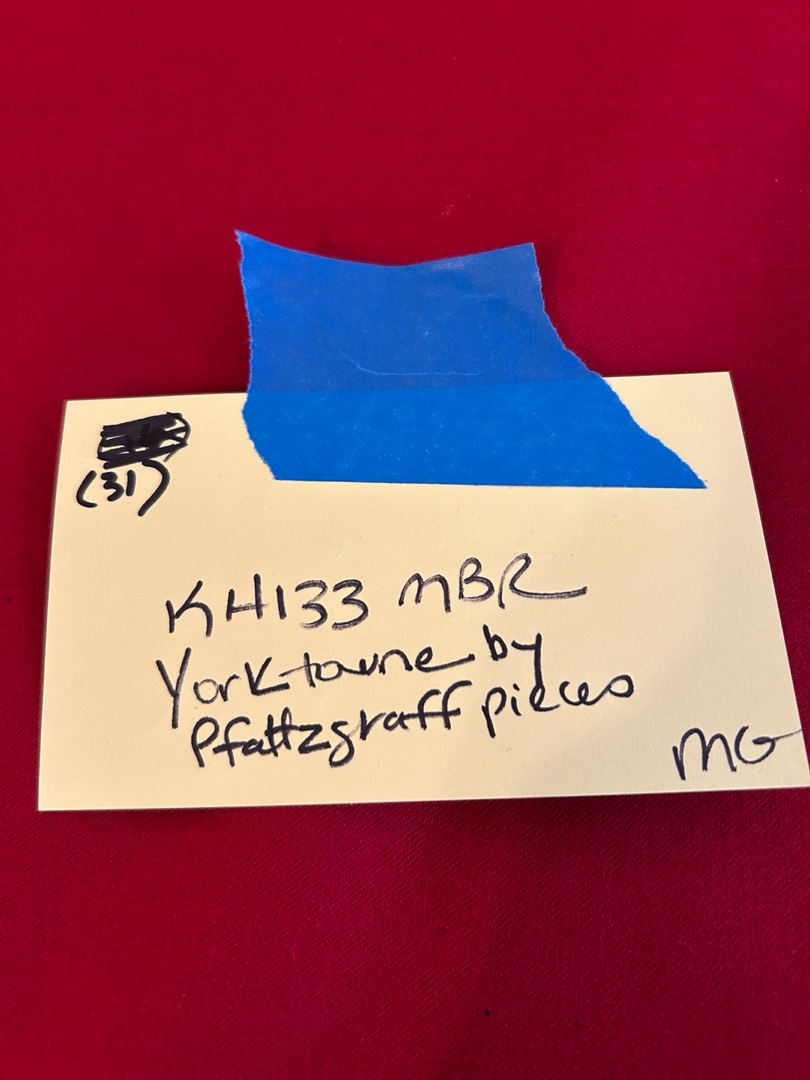 (31)
KH133 MBR
Yorktowne by
Pfaltzgraff pieces
MG